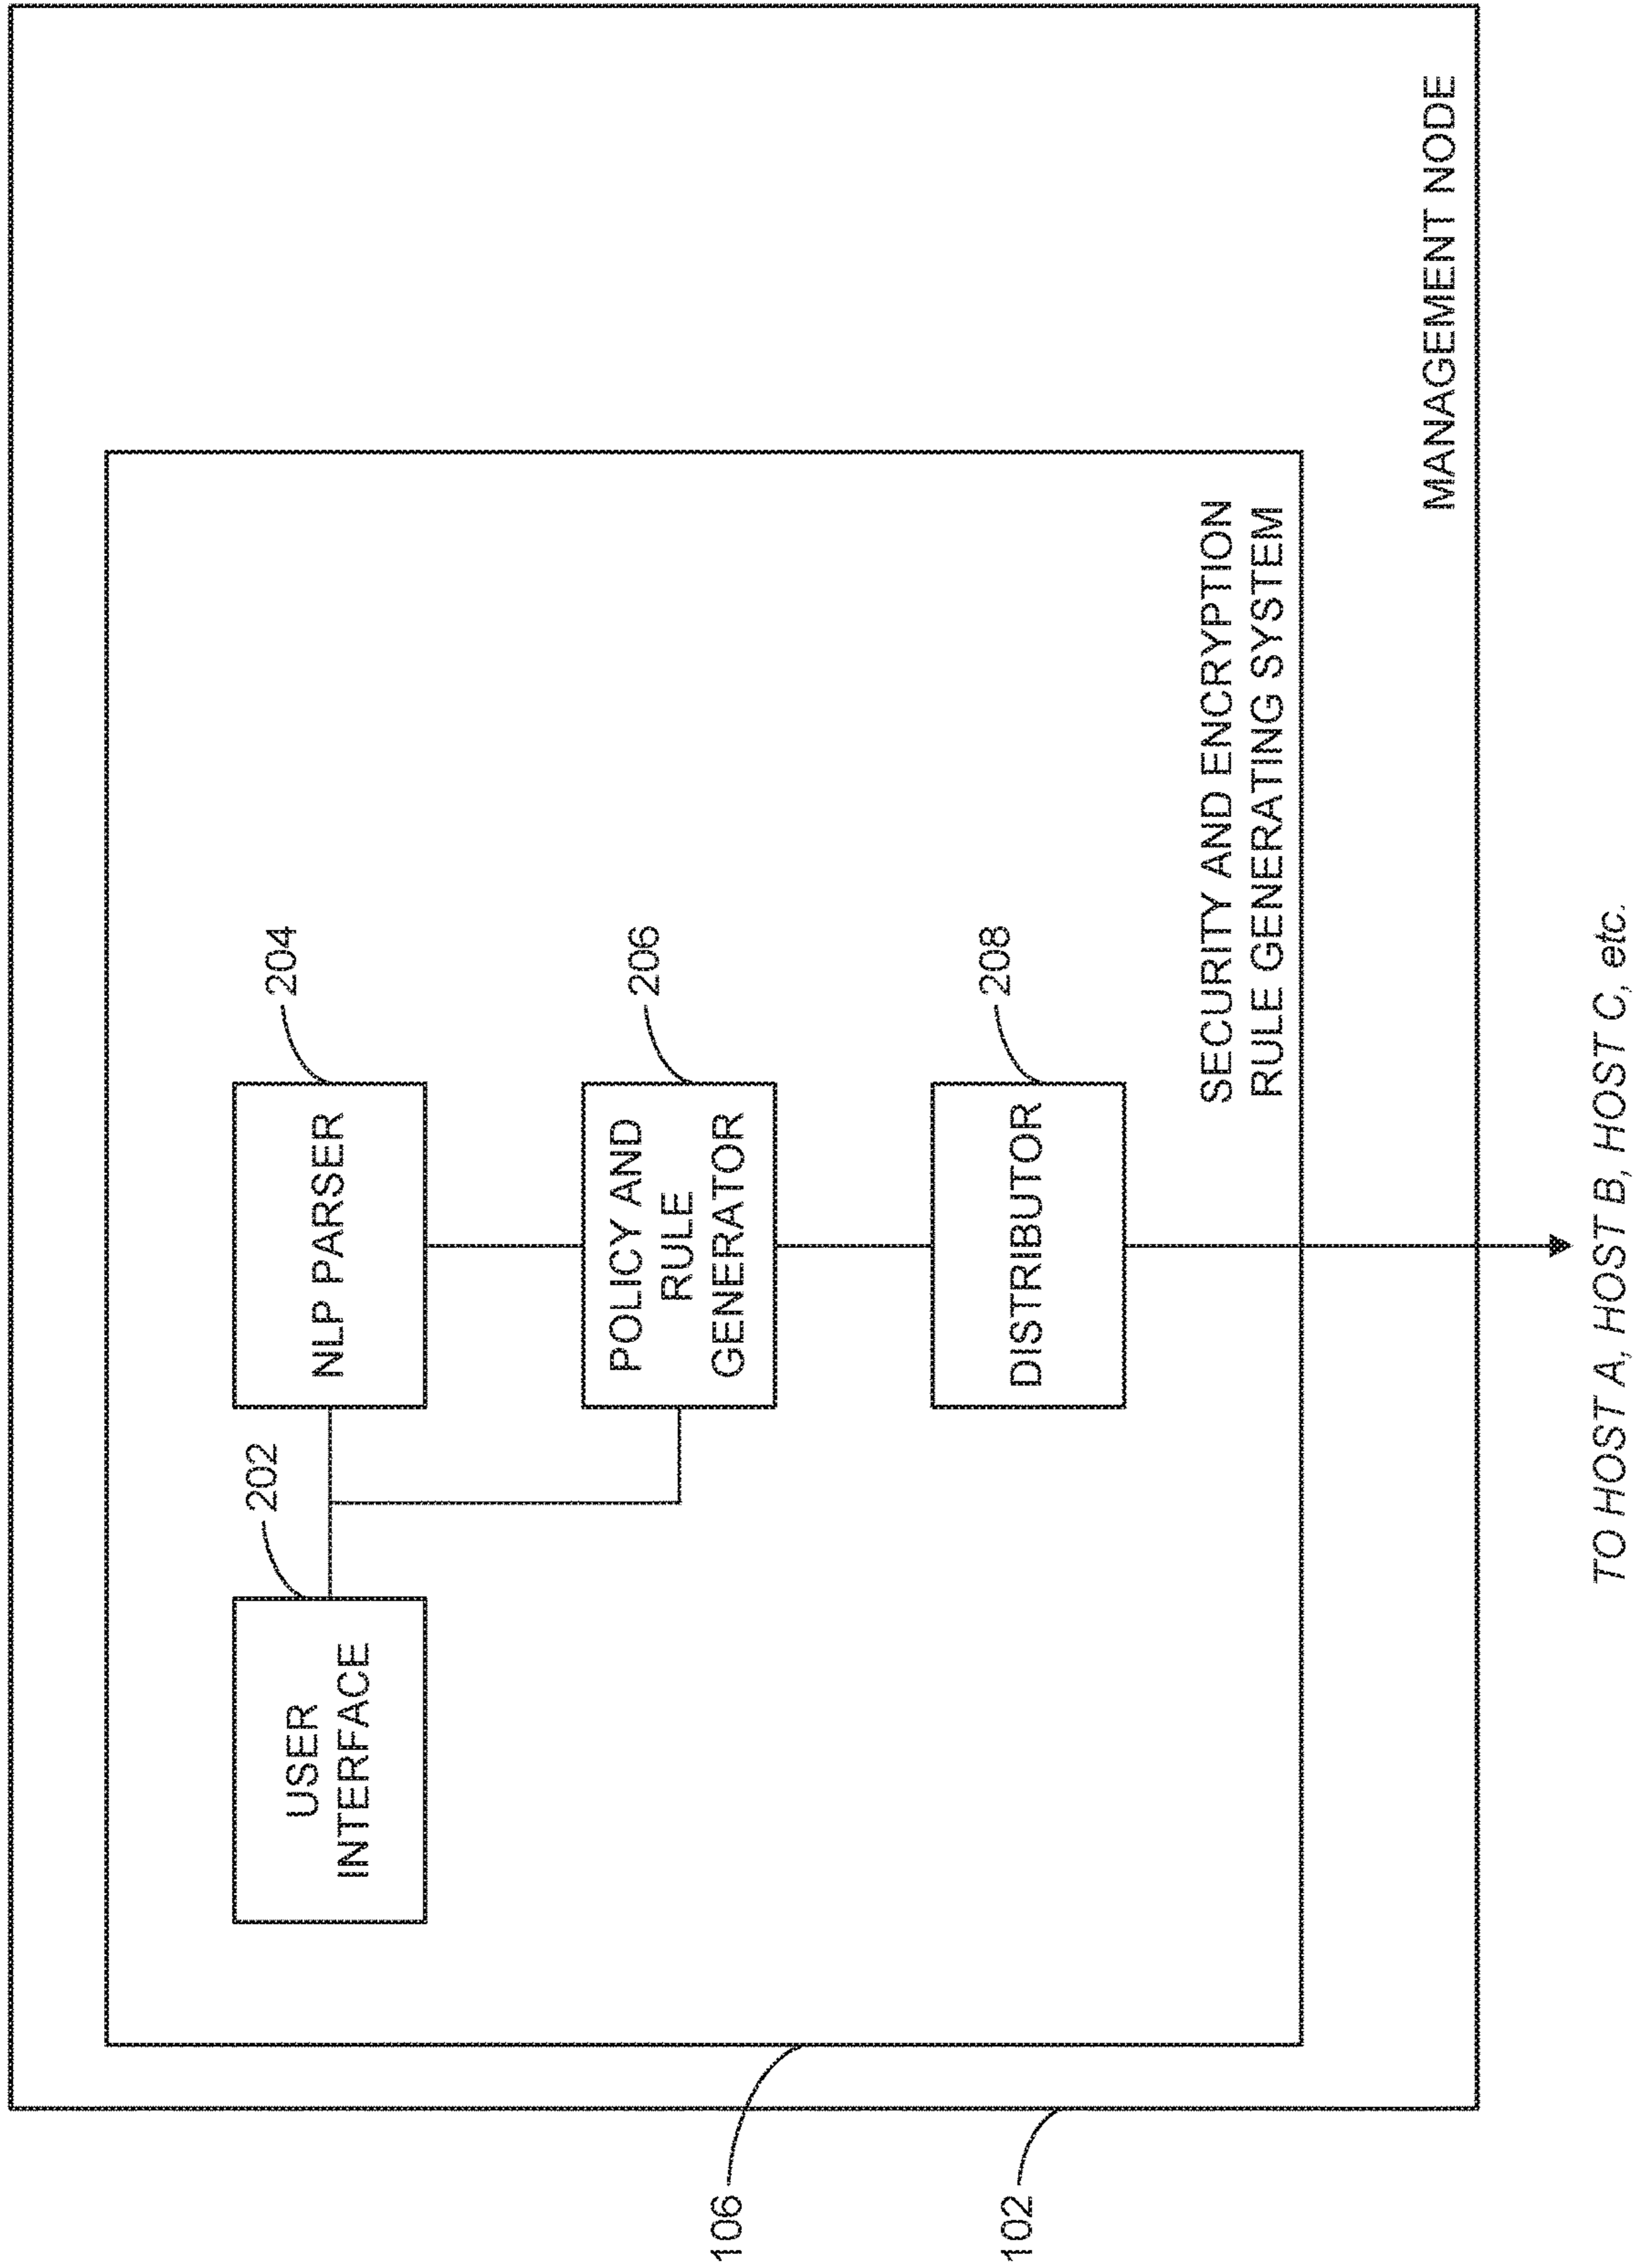 204
NLP PARSER
202
USER
INTERFACE
206
POLICY AND
RULE
GENERATOR
208
DISTRIBUTOR
SECURITY AND ENCRYPTION
RULE GENERATING SYSTEM
106
MANAGEMENT NODE
102
TO HOST A, HOST B, HOST C, etc.